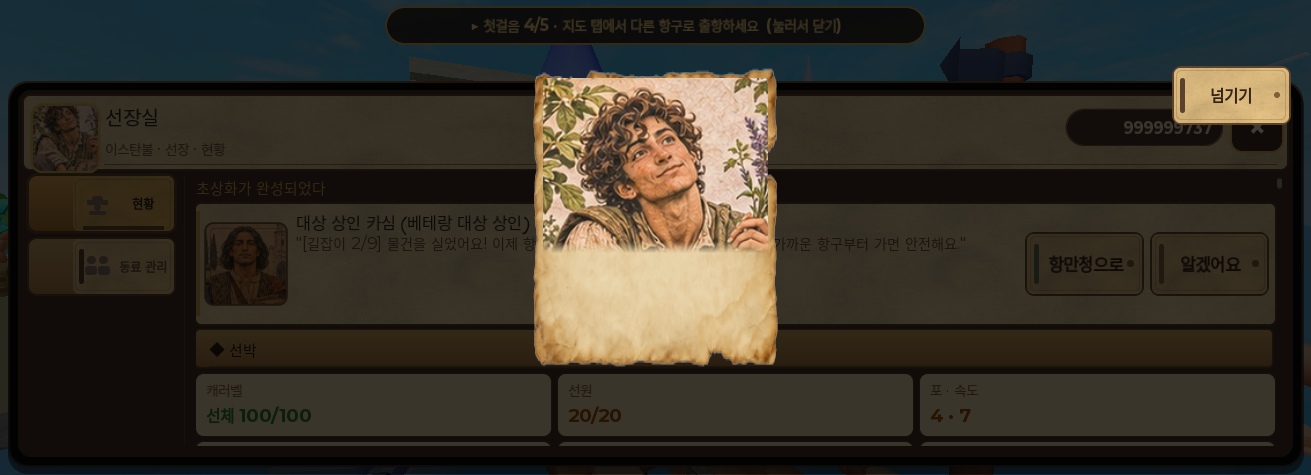 ▸ 첫걸음 4/5 · 지도 탭에서 다른 항구로 출항하세요 (눌러서 닫기)
넘기기
선장실
이스탄불 · 선장 · 현황
999999737
×
현황
동료 관리
초상화가 완성되었다
대상 상인 카심 (베테랑 대상 상인)
"[길잡이 2/9] 물건을 실었어요! 이제 항
가까운 항구부터 가면 안전해요."
항만청으로
알겠어요
◆ 선박
캐러벨
선체 100/100
선원
20/20
포 · 속도
4 · 7